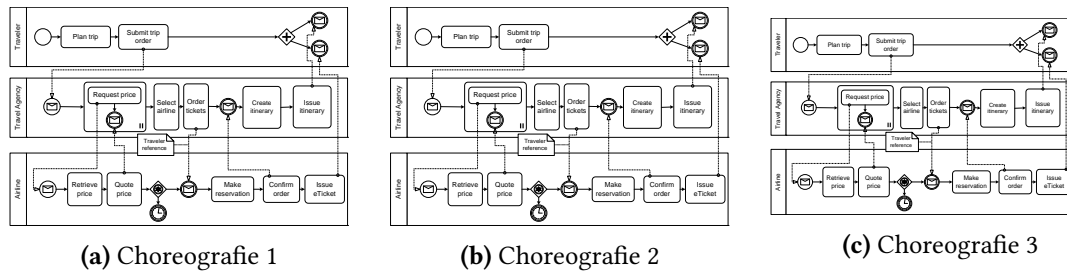 Traveler
Plan trip
Submit trip
order
Travel Agency
Request price
Select
airline
Order
tickets
Create
itinerary
Issue
itinerary
Traveler
reference
Airline
Retrieve
price
Quote
price
Make
reservation
Confirm
order
Issue
eTicket
(a) Choreografie 1
Traveler
Plan trip
Submit trip
order
Travel Agency
Request price
Select
airline
Order
tickets
Create
itinerary
Issue
itinerary
Traveler
reference
Airline
Retrieve
price
Quote
price
Make
reservation
Confirm
order
Issue
eTicket
(b) Choreografie 2
Traveler
Plan trip
Submit trip
order
Travel Agency
Request price
Select
airline
Order
tickets
Create
itinerary
Issue
itinerary
Traveler
reference
Airline
Retrieve
price
Quote
price
Make
reservation
Confirm
order
Issue
eTicket
(c) Choreografie 3